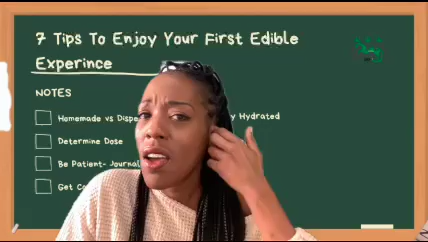 7 Tips To Enjoy Your First Edible
Experince
NOTES
Homemade vs Hydrated
Determine Dose
Be Patient- Journal
Get